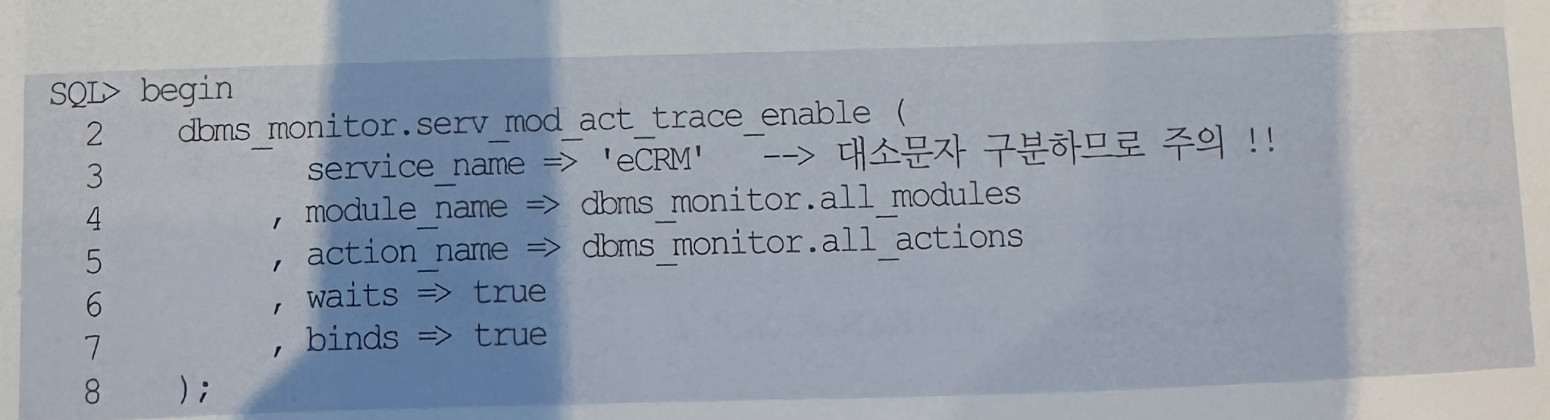 SQL> begin
2 dbms_monitor.serv_mod_act_trace_enable (
3 service_name => 'eCRM' --> 대소문자 구분하므로 주의 !!
4 , module_name => dbms_monitor.all_modules
5 , action_name => dbms_monitor.all_actions
6 , waits => true
7 , binds => true
8 );